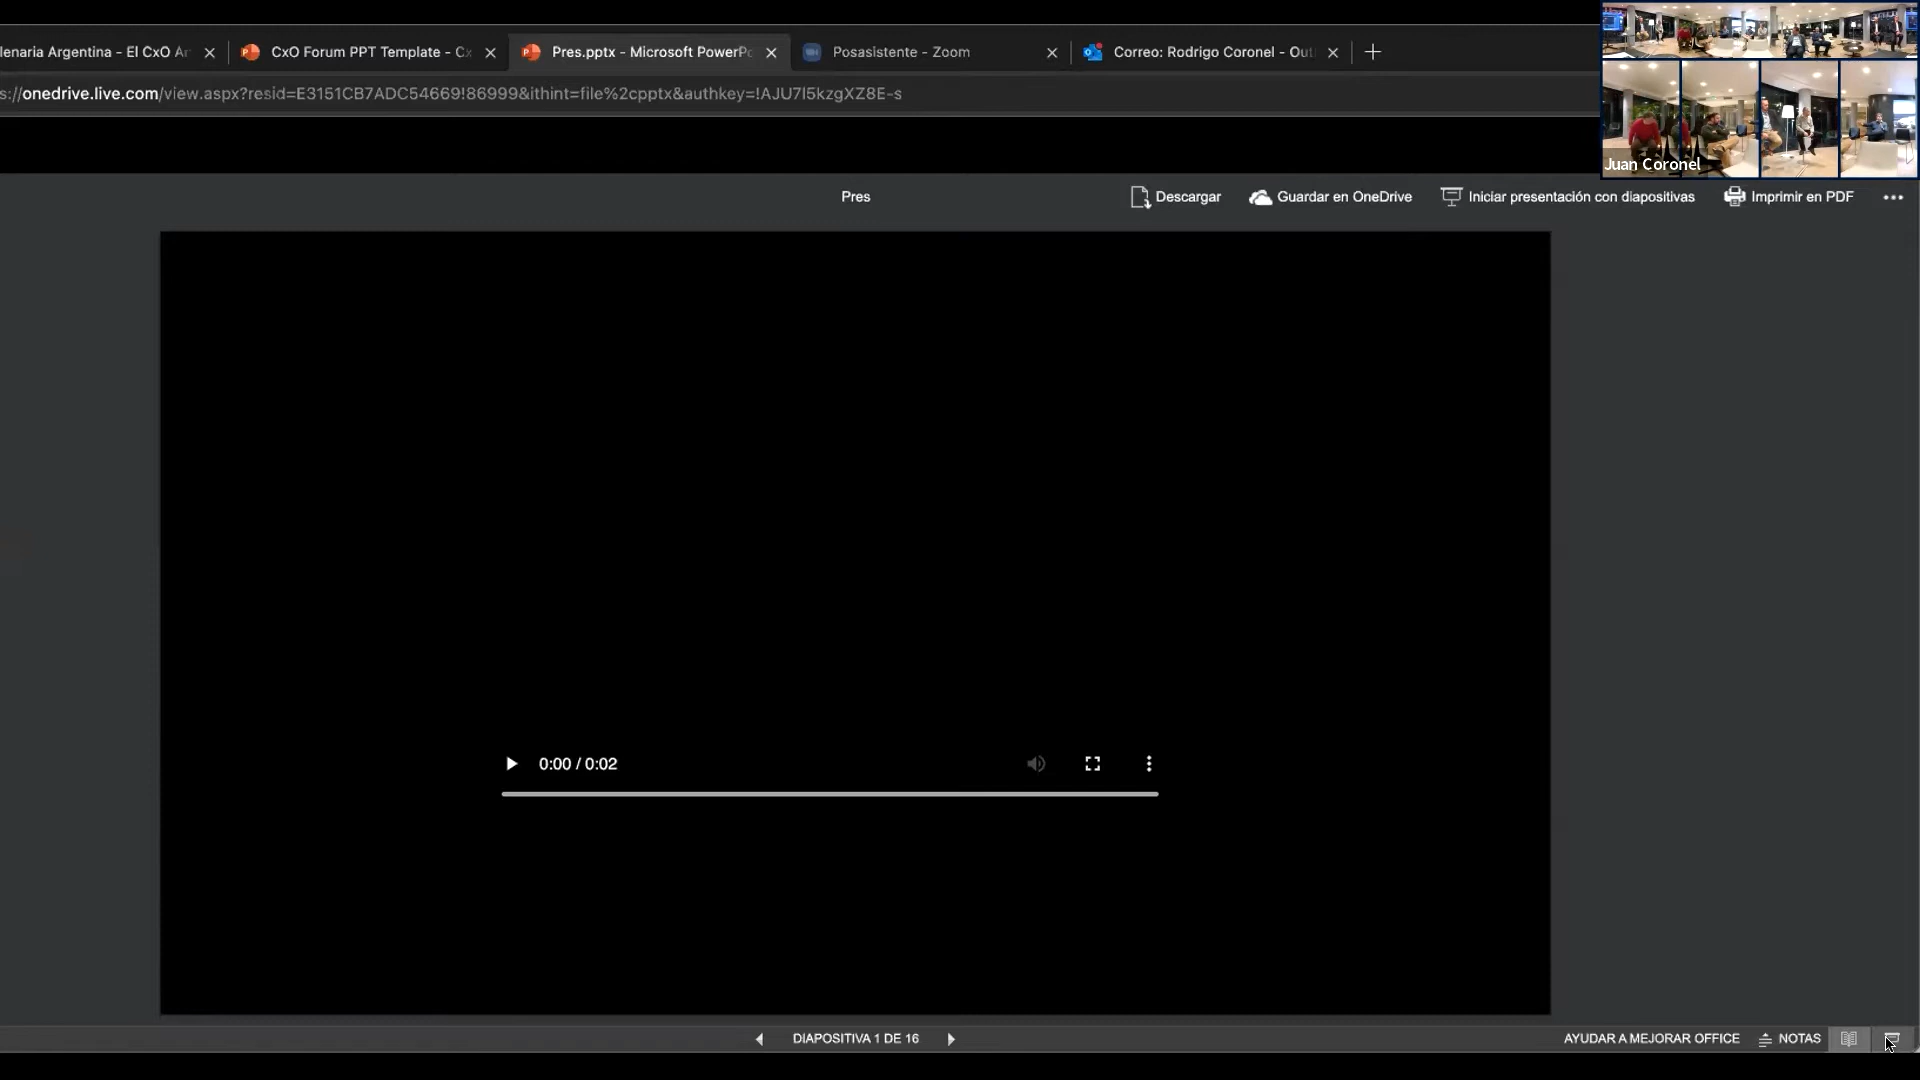 lenaria Argentina - El CxO Ar
CxO Forum PPT Template - Cx
Pres.pptx - Microsoft PowerPo
Posasistente - Zoom
Correo: Rodrigo Coronel - Out
s://onedrive.live.com/view.aspx?resid=E3151CB7ADC54669!86999&ithint=file%2cpptx&authkey=!AJU7I5kzgXZ8E-s
Juan Coronel
Pres
Descargar
Guardar en OneDrive
Iniciar presentación con diapositivas
Imprimir en PDF
0:00 / 0:02
DIAPOSITIVA 1 DE 16
AYUDAR A MEJORAR OFFICE
NOTAS